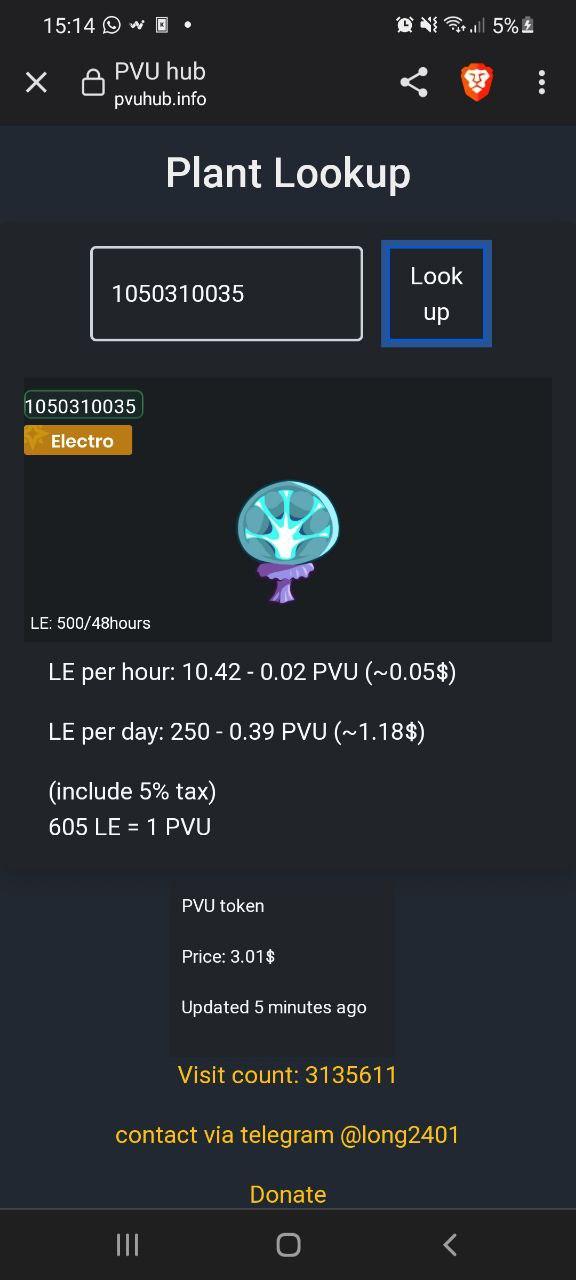 15:14
5%
PVU hub
pvuhub.info
Plant Lookup
1050310035
Look
up
1050310035
Electro
LE: 500/48hours
LE per hour: 10.42 - 0.02 PVU (~0.05$)
LE per day: 250 - 0.39 PVU (~1.18$)
(include 5% tax)
605 LE = 1 PVU
PVU token
Price: 3.01$
Updated 5 minutes ago
Visit count: 3135611
contact via telegram @long2401
Donate